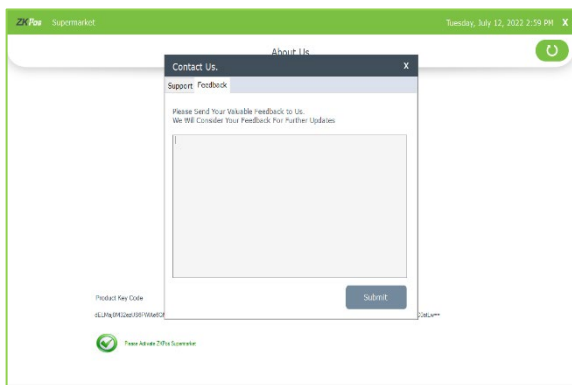 ZKPos Supermarket
Tuesday, July 12, 2022 2:59 PM X
About Us
Contact Us. X
Support Feedback
Please Send Your Valuable Feedback to Us.
We Will Consider Your Feedback For Further Updates
Submit
Product Key Code
Please Activate ZKPos Supermarket